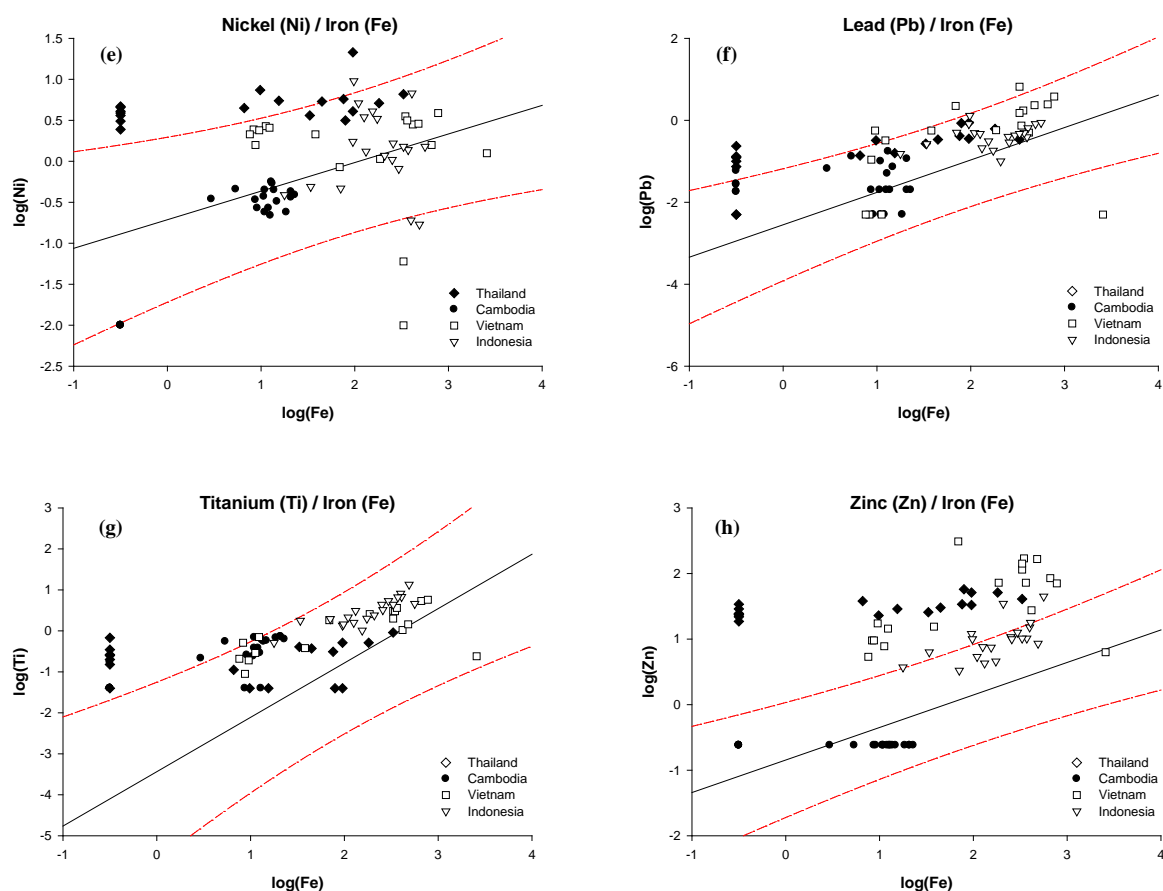 Nickel (Ni) / Iron (Fe)
(e)
1.5
1.0
0.5
0.0
-0.5
-1.0
-1.5
-2.0
-2.5
log(Ni)
-1 0 1 2 3 4
log(Fe)
Thailand
Cambodia
Vietnam
Indonesia
Lead (Pb) / Iron (Fe)
(f)
2
0
-2
-4
-6
log(Pb)
-1 0 1 2 3 4
log(Fe)
Thailand
Cambodia
Vietnam
Indonesia
Titanium (Ti) / Iron (Fe)
(g)
3
2
1
0
-1
-2
-3
-4
-5
log(Ti)
-1 0 1 2 3 4
log(Fe)
Thailand
Cambodia
Vietnam
Indonesia
Zinc (Zn) / Iron (Fe)
(h)
3
2
1
0
-1
-2
log(Zn)
-1 0 1 2 3 4
log(Fe)
Thailand
Cambodia
Vietnam
Indonesia